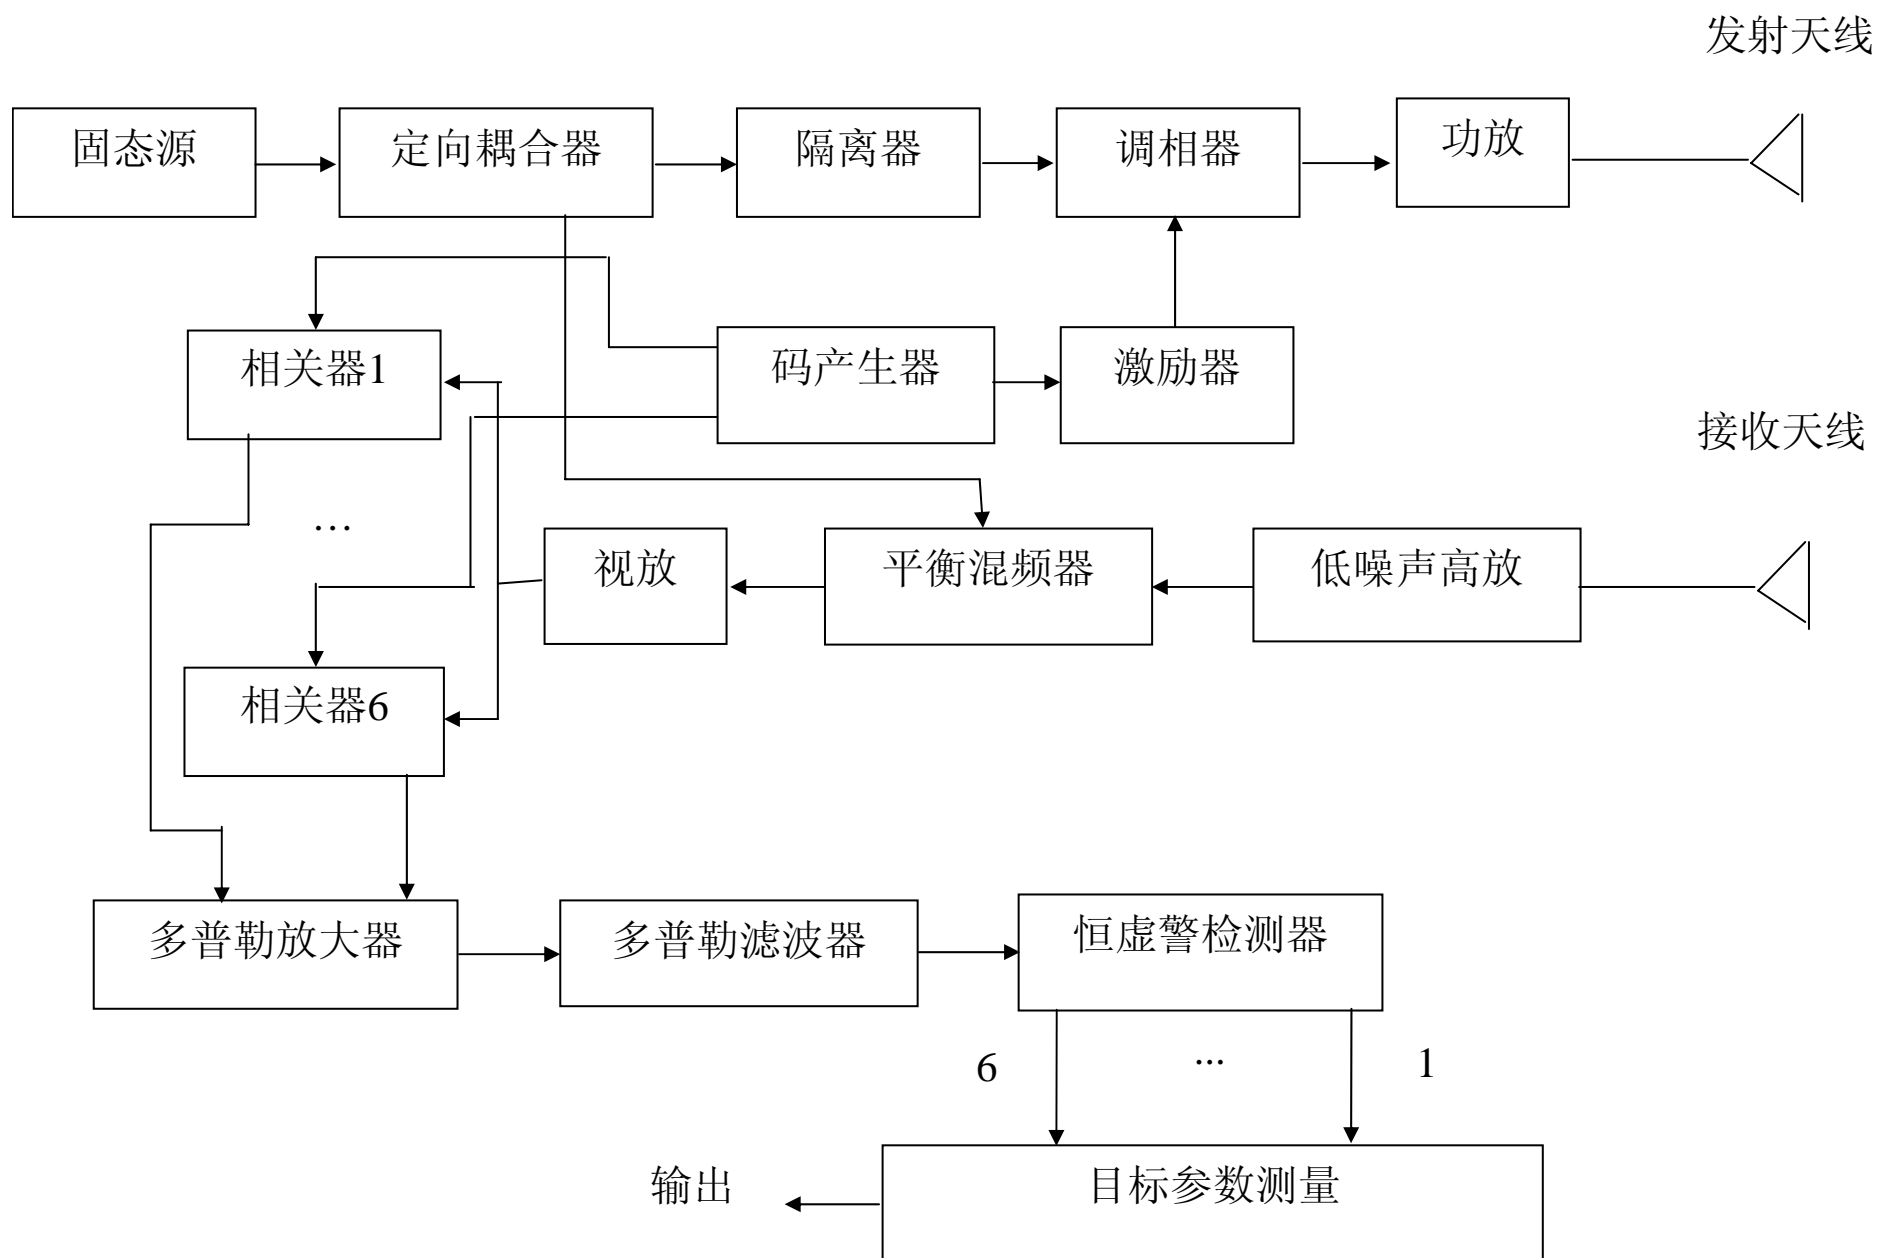 发射天线
固态源
定向耦合器
隔离器
调相器
功放
相关器1
码产生器
激励器
接收天线
…
视放
平衡混频器
低噪声高放
相关器6
多普勒放大器
多普勒滤波器
恒虚警检测器
6
...
1
输出
目标参数测量